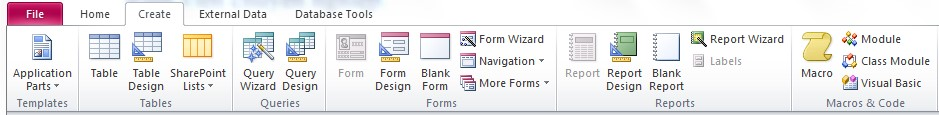 File Home Create External Data Database Tools
Application Parts
Templates
Table
Table Design
SharePoint Lists
Tables
Query Wizard
Query Design
Queries
Form
Form Design
Blank Form
Form Wizard
Navigation
More Forms
Forms
Report
Report Design
Blank Report
Report Wizard
Labels
Reports
Macro
Module
Class Module
Visual Basic
Macros & Code